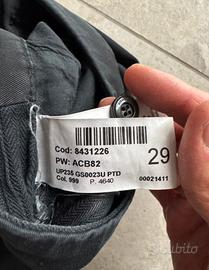 Cod: 8431226
PW: ACB82
29
UP235 GS0023U PTD
Col. 999 P. 4640
00021411
subito